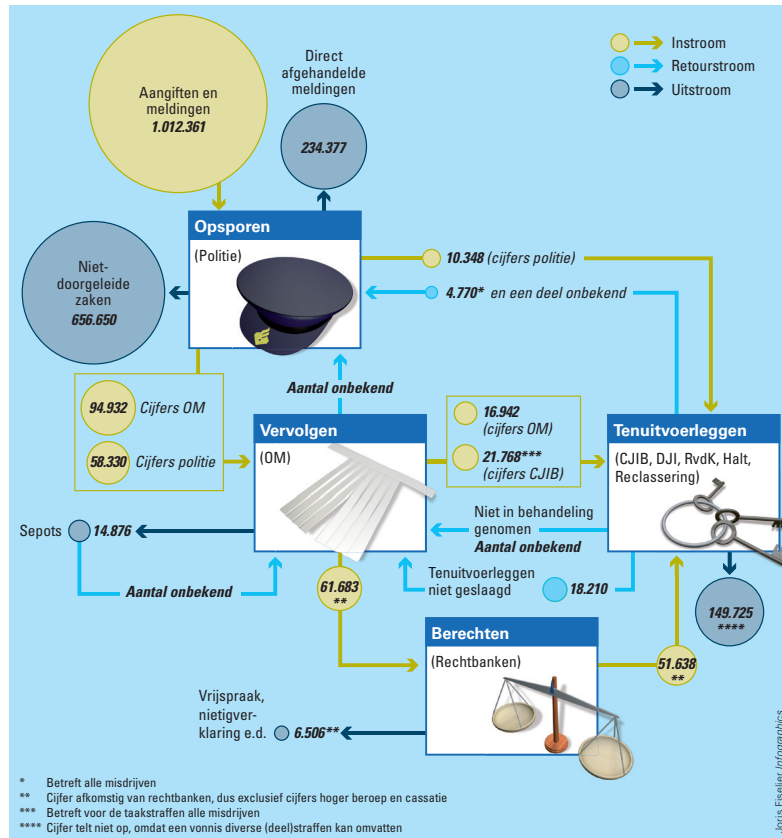 Aangiften en
meldingen
1.012.361
Direct
afgehandelde
meldingen
234.377
Instroom
Retourstroom
Uitstroom
Opsporen
(Politie)
Niet-
doorgeleide
zaken
656.650
10.348 (cijfers politie)
4.770* en een deel onbekend
Aantal onbekend
94.932 Cijfers OM
58.330 Cijfers politie
Vervolgen
(OM)
16.942
(cijfers OM)
21.768***
(cijfers CJIB)
Tenuitvoerleggen
(CJIB, DJI, RvdK, Halt,
Reclassering)
Sepots 14.876
Aantal onbekend
Niet in behandeling
genomen
Aantal onbekend
Tenuitvoerleggen
niet geslaagd
18.210
61.683
**
149.725
****
Berechten
(Rechtbanken)
51.638
**
Vrijspraak,
nietigver-
klaring e.d. 6.506**
* Betreft alle misdrijven
** Cijfer afkomstig van rechtbanken, dus exclusief cijfers hoger beroep en cassatie
*** Betreft voor de taakstraffen alle misdrijven
**** Cijfer telt niet op, omdat een vonnis diverse (deel)straffen kan omvatten
Joris Fiselier Infographics